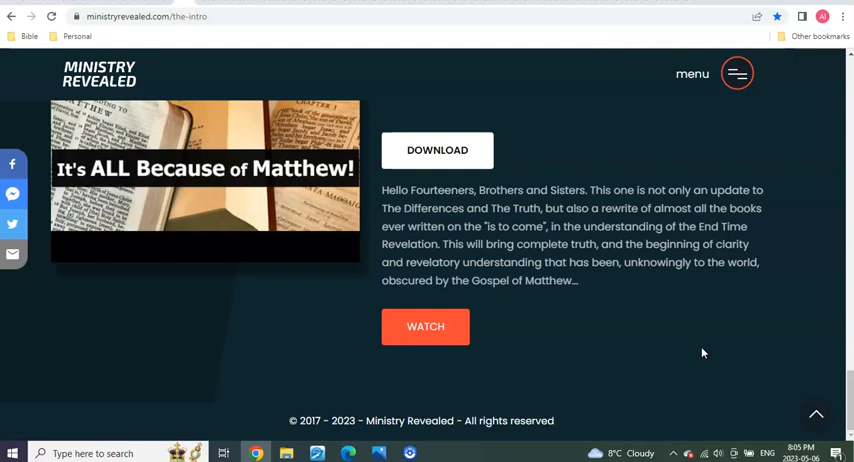 ministryrevealed.com/the-intro
Bible
Personal
Other bookmarks
MINISTRY
REVEALED
menu
It's ALL Because of Matthew!
DOWNLOAD
Hello Fourteeners, Brothers and Sisters. This one is not only an update to
The Differences and The Truth, but also a rewrite of almost all the books
ever written on the "is to come", in the understanding of the End Time
Revelation. This will bring complete truth, and the beginning of clarity
and revelatory understanding that has been, unknowingly to the world,
obscured by the Gospel of Matthew...
WATCH
© 2017 - 2023 - Ministry Revealed - All rights reserved
Type here to search
8°C Cloudy
ENG
8:05 PM
2023-05-06